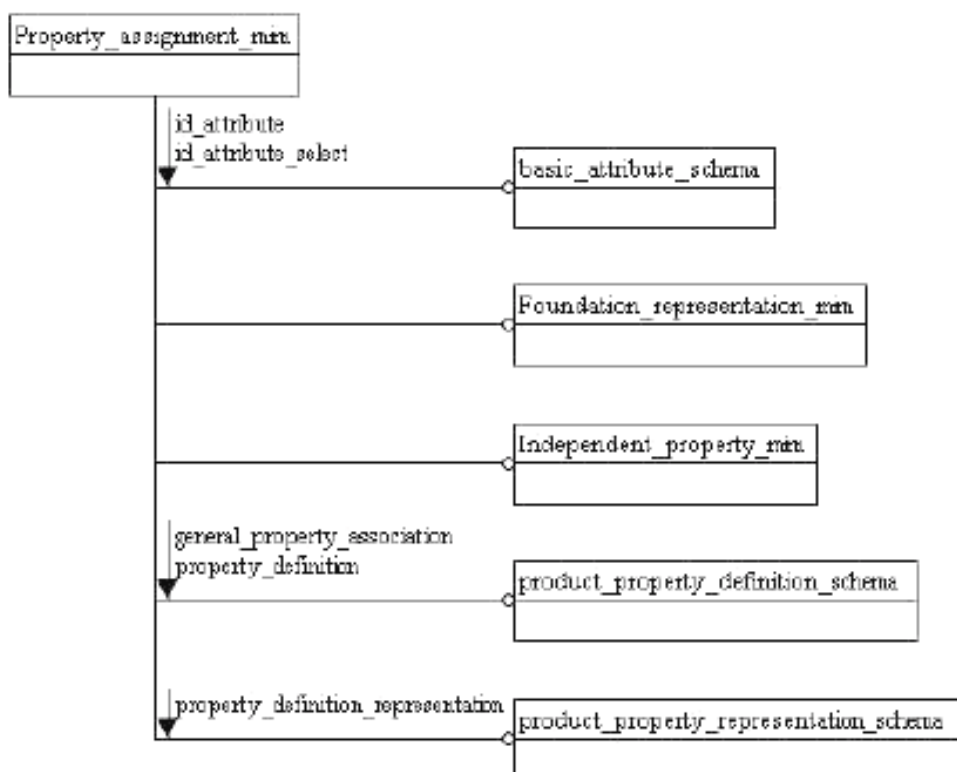 Property_assignment_mim
id_attribute
id_attribute_select
basic_attribute_schema
Foundation_representation_mim
Independent_property_mim
general_property_association
property_definition
product_property_definition_schema
property_definition_representation
product_property_representation_schema